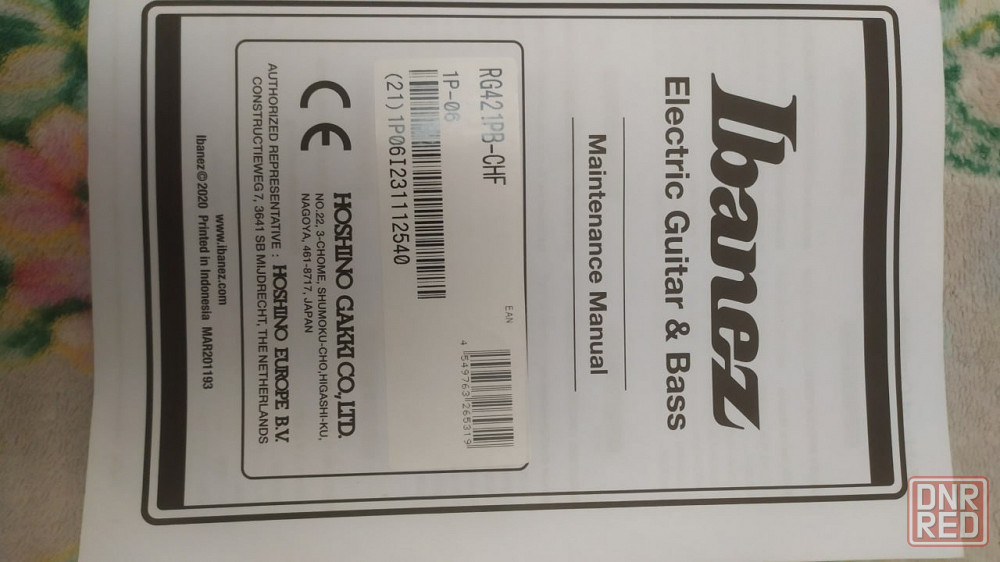 Ibanez
Electric Guitar & Bass
Maintenance Manual
RG421PB-CHF
1P-06
(21)1P06I231112540
EAN
4 549763 265319
HOSHINO GAKKI CO., LTD.
NO.22, 3-CHOME, SHUMOKU-CHO, HIGASHI-KU,
NAGOYA, 461-8717, JAPAN
CE
AUTHORIZED REPRESENTATIVE : HOSHINO EUROPE B.V.
CONSTRUCTIEWEG 7, 3641 SB MIJDRECHT, THE NETHERLANDS
www.ibanez.com
Ibanez©2020 Printed in Indonesia MAR201193
DNR
RED